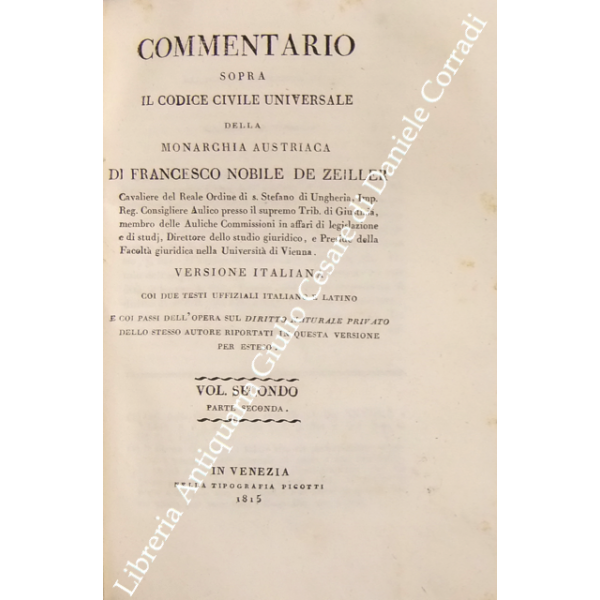 COMMENTARIO
SOPRA
IL CODICE CIVILE UNIVERSALE
DELLA
MONARCHIA AUSTRIACA
DI FRANCESCO NOBILE DE ZEILLER
Cavaliere del Reale Ordine di s. Stefano di Ungheria, Imp.
Reg. Consigliere Aulico presso il supremo Trib. di Giustizia,
membro delle Auliche Commissioni in affari di legislazione
e di studj, Direttore dello studio giuridico, e Preside della
Facoltà giuridica nella Università di Vienna.
VERSIONE ITALIANA
COI DUE TESTI UFFIZIALI ITALIANO E LATINO
E COI PASSI DELL'OPERA SUL DIRITTO NATURALE PRIVATO
DELLO STESSO AUTORE RIPORTATI IN QUESTA VERSIONE
PER ESTESO.
VOL. SECONDO
PARTE SECONDA.
IN VENEZIA
DELLA TIPOGRAFIA PICOTTI
1815
Libreria Antiquaria Giulio Cesare di Daniele Corradi